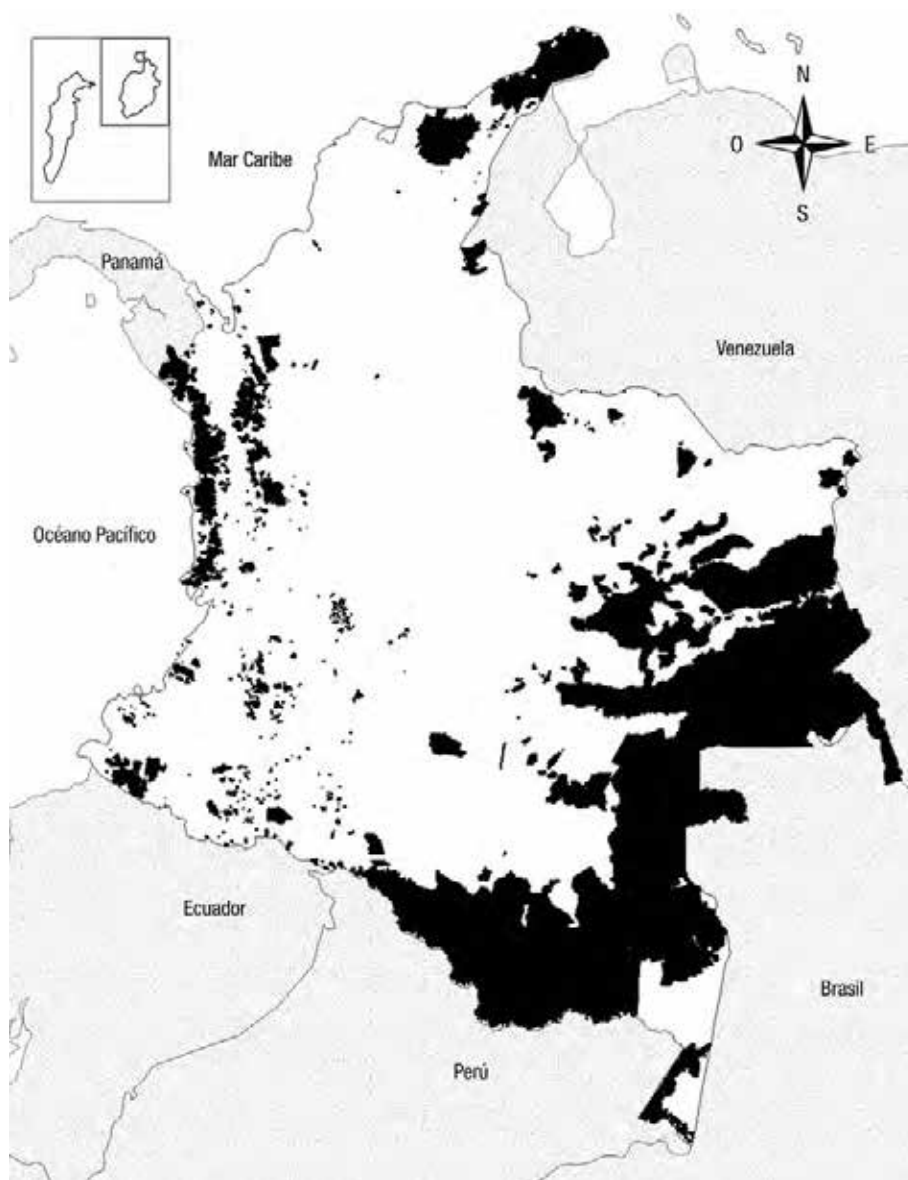 N
Mar Caribe
O
E
S
Panamá
Venezuela
Océano Pacífico
Ecuador
Brasil
Perú